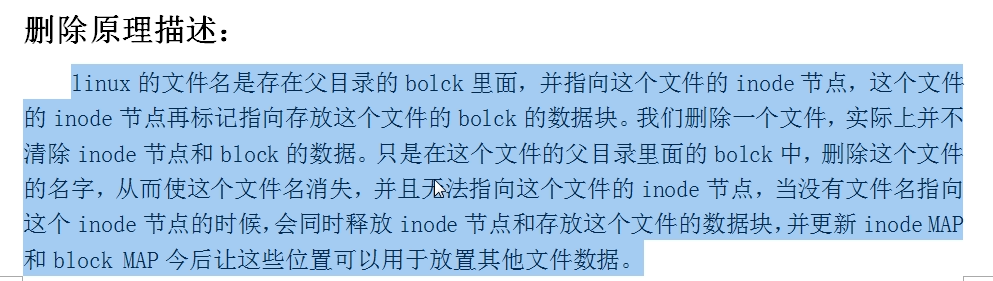 删除原理描述：
linux 的文件名是存在父目录的 bolck 里面，并指向这个文件的 inode 节点，这个文件
的 inode 节点再标记指向存放这个文件的 bolck 的数据块。我们删除一个文件，实际上并不
清除 inode 节点和 block 的数据。只是在这个文件的父目录里面的 bolck 中，删除这个文件
的名字，从而使这个文件名消失，并且无法指向这个文件的 inode 节点，当没有文件名指向
这个 inode 节点的时候，会同时释放 inode 节点和存放这个文件的数据块，并更新 inode MAP
和 block MAP 今后让这些位置可以用于放置其他文件数据。